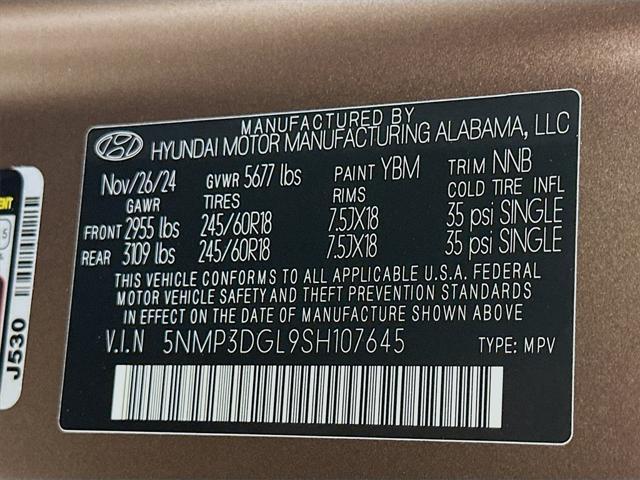 MANUFACTURED BY
HYUNDAI MOTOR MANUFACTURING ALABAMA, LLC
Nov/26/24 GVWR 5677 lbs PAINT YBM TRIM NNB
GAWR TIRES RIMS COLD TIRE INFL
FRONT 2955 lbs 245/60R18 7.5JX18 35 psi SINGLE
REAR 3109 lbs 245/60R18 7.5JX18 35 psi SINGLE
THIS VEHICLE CONFORMS TO ALL APPLICABLE U.S.A. FEDERAL
MOTOR VEHICLE SAFETY AND THEFT PREVENTION STANDARDS
IN EFFECT ON THE DATE OF MANUFACTURE SHOWN ABOVE
V.I.N 5NMP3DGL9SH107645 TYPE: MPV
J530